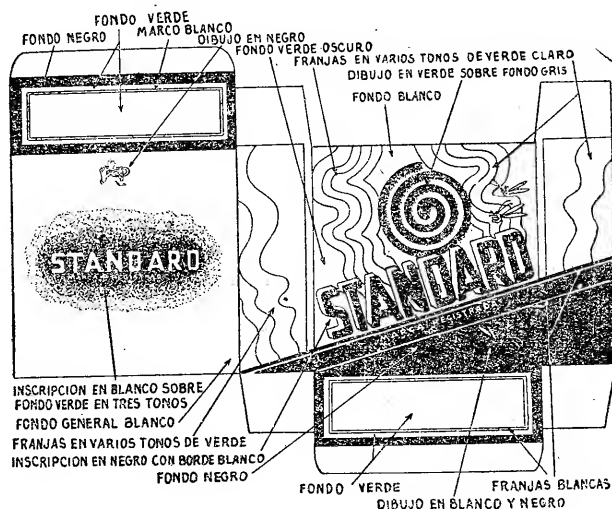 FONDO VERDE
FONDO NEGRO
MARCO BLANCO
DIBUJO EN NEGRO
FONDO VERDE OSCURO
FRANJAS EN VARIOS TONOS DE VERDE CLARO
DIBUJO EN VERDE SOBRE FONDO GRIS
FONDO BLANCO
STANDARD
STANDARD
INSCRIPCION EN BLANCO SOBRE
FONDO VERDE EN TRES TONOS
FONDO GENERAL BLANCO
FRANJAS EN VARIOS TONOS DE VERDE
INSCRIPCION EN NEGRO CON BORDE BLANCO
FONDO NEGRO
FONDO VERDE
FRANJAS BLANCAS
DIBUJO EN BLANCO Y NEGRO